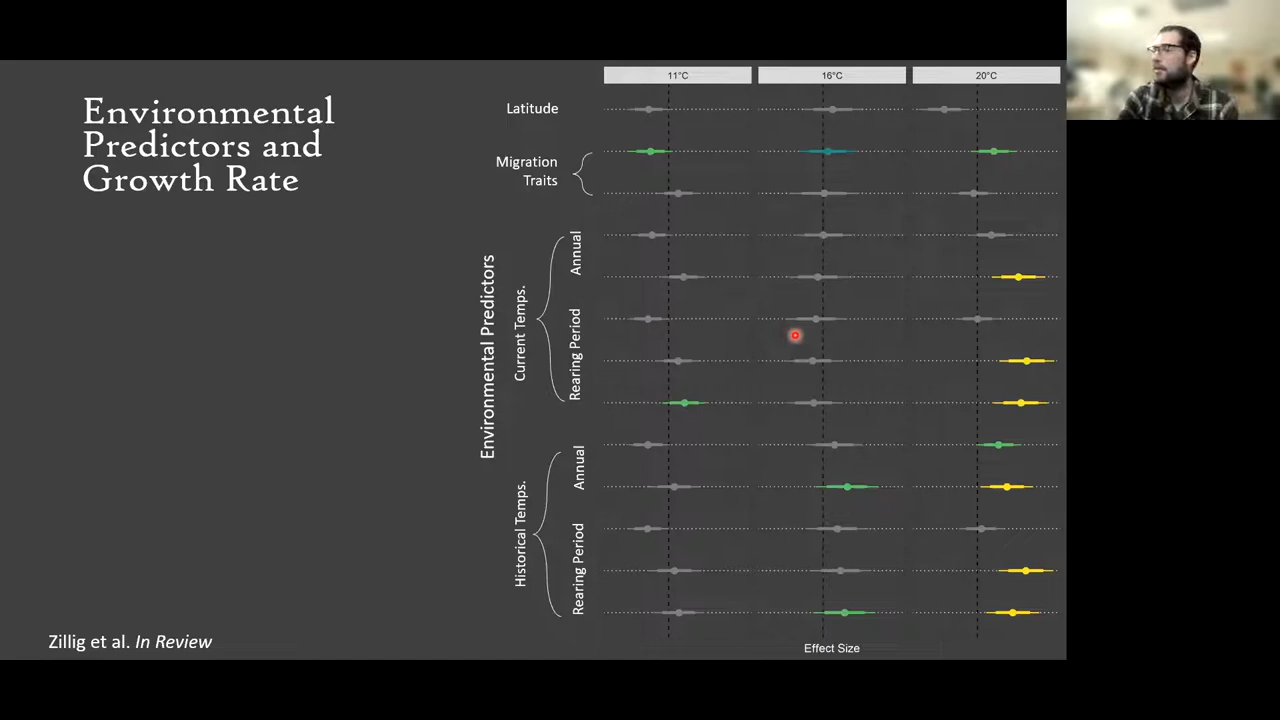 Environmental
Predictors and
Growth Rate
11°C
16°C
20°C
Latitude
Migration
Traits
Environmental Predictors
Current Temps.
Annual
Rearing Period
Historical Temps.
Annual
Rearing Period
Effect Size
Zillig et al. In Review